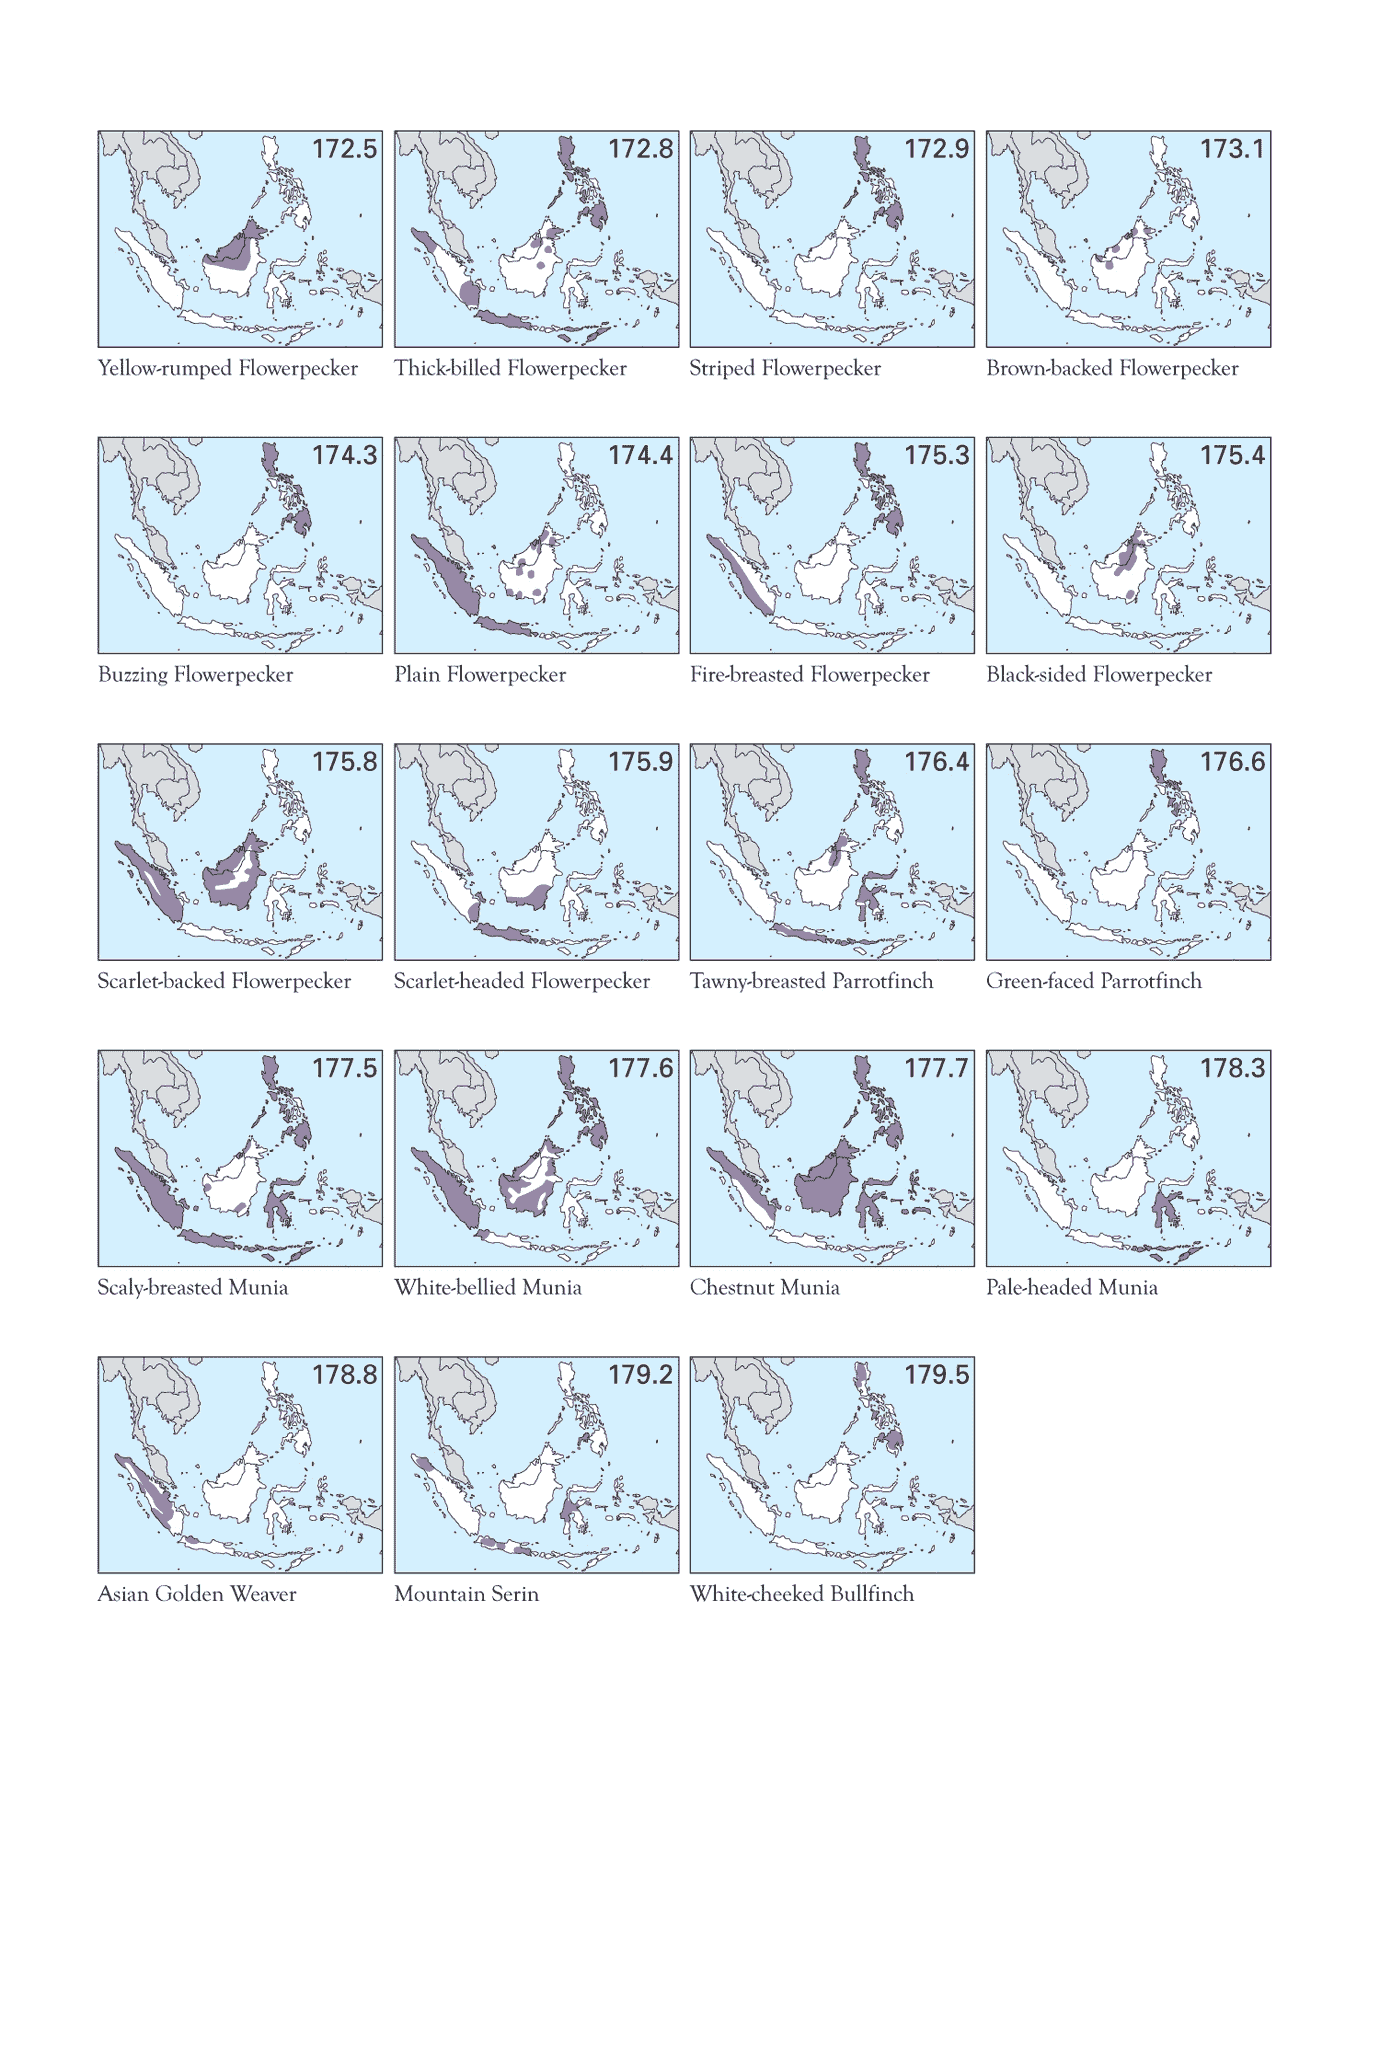 172.5 172.8 172.9 173.1
Yellow-rumped Flowerpecker Thick-billed Flowerpecker Striped Flowerpecker Brown-backed Flowerpecker
174.3 174.4 175.3 175.4
Buzzing Flowerpecker Plain Flowerpecker Fire-breasted Flowerpecker Black-sided Flowerpecker
175.8 175.9 176.4 176.6
Scarlet-backed Flowerpecker Scarlet-headed Flowerpecker Tawny-breasted Parrotfinch Green-faced Parrotfinch
177.5 177.6 177.7 178.3
Scaly-breasted Munia White-bellied Munia Chestnut Munia Pale-headed Munia
178.8 179.2 179.5
Asian Golden Weaver Mountain Serin White-cheeked Bullfinch